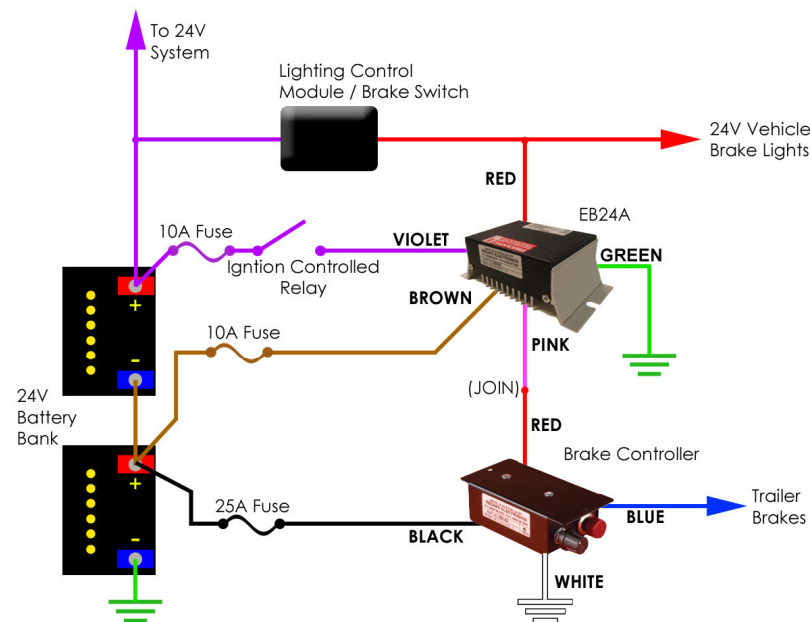 To 24V
System
Lighting Control
Module / Brake Switch
24V Vehicle
Brake Lights
RED
EB24A
10A Fuse
VIOLET
GREEN
Igntion Controlled
Relay
BROWN
+
10A Fuse
PINK
-
24V
Battery
Bank
(JOIN)
RED
Brake Controller
+
25A Fuse
Trailer
Brakes
BLUE
BLACK
-
WHITE